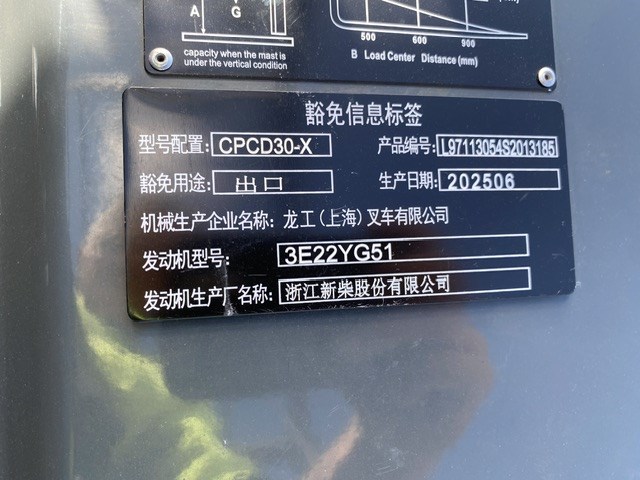 A
G
capacity when the mast is
under the vertical condition
500 600 900
B Load Center Distance (mm)
豁免信息标签
型号配置: CPCD30-X 产品编号: L97113054S2013185
豁免用途: 出口 生产日期: 202506
机械生产企业名称: 龙工(上海)叉车有限公司
发动机型号: 3E22YG51
发动机生产厂名称: 浙江新柴股份有限公司